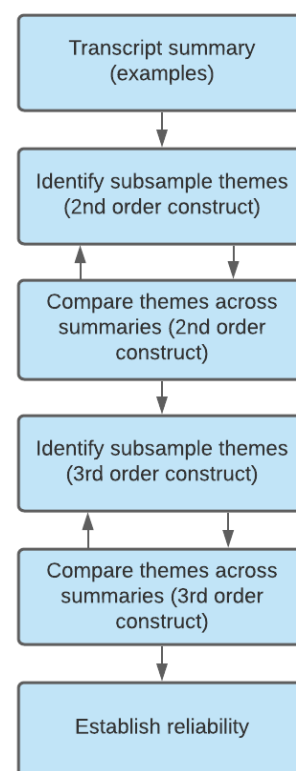 Transcript summary
(examples)
Identify subsample themes
(2nd order construct)
Compare themes across
summaries (2nd order
construct)
Identify subsample themes
(3rd order construct)
Compare themes across
summaries (3rd order
construct)
Establish reliability